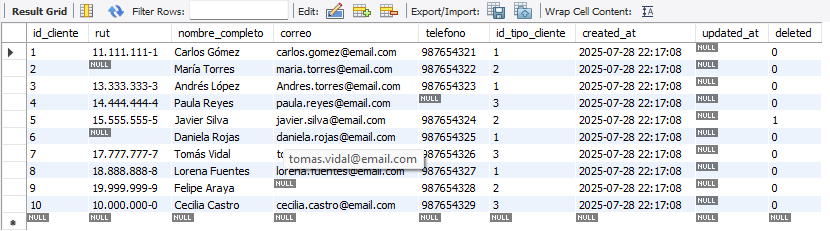 Result Grid Filter Rows: Edit: Export/Import: Wrap Cell Content: IA
id_cliente rut nombre_completo correo telefono id_tipo_cliente created_at updated_at deleted
1 11.111.111-1 Carlos Gómez carlos.gomez@email.com 987654321 1 2025-07-28 22:17:08 NULL 0
2 NULL María Torres maria.torres@email.com 987654322 2 2025-07-28 22:17:08 NULL 0
3 13.333.333-3 Andrés López Andres.torres@email.com 987654323 1 2025-07-28 22:17:08 NULL 0
4 14.444.444-4 Paula Reyes paula.reyes@email.com NULL 3 2025-07-28 22:17:08 NULL 0
5 15.555.555-5 Javier Silva javier.silva@email.com 987654324 2 2025-07-28 22:17:08 NULL 1
6 NULL Daniela Rojas daniela.rojas@email.com 987654325 1 2025-07-28 22:17:08 NULL 0
7 17.777.777-7 Tomás Vidal tomas.vidal@email.com 987654326 3 2025-07-28 22:17:08 NULL 0
8 18.888.888-8 Lorena Fuentes lorena.fuentes@email.com 987654327 1 2025-07-28 22:17:08 NULL 0
9 19.999.999-9 Felipe Araya NULL 987654328 2 2025-07-28 22:17:08 NULL 0
10 10.000.000-0 Cecilia Castro cecilia.castro@email.com 987654329 3 2025-07-28 22:17:08 NULL 0
NULL NULL NULL NULL NULL NULL NULL NULL NULL